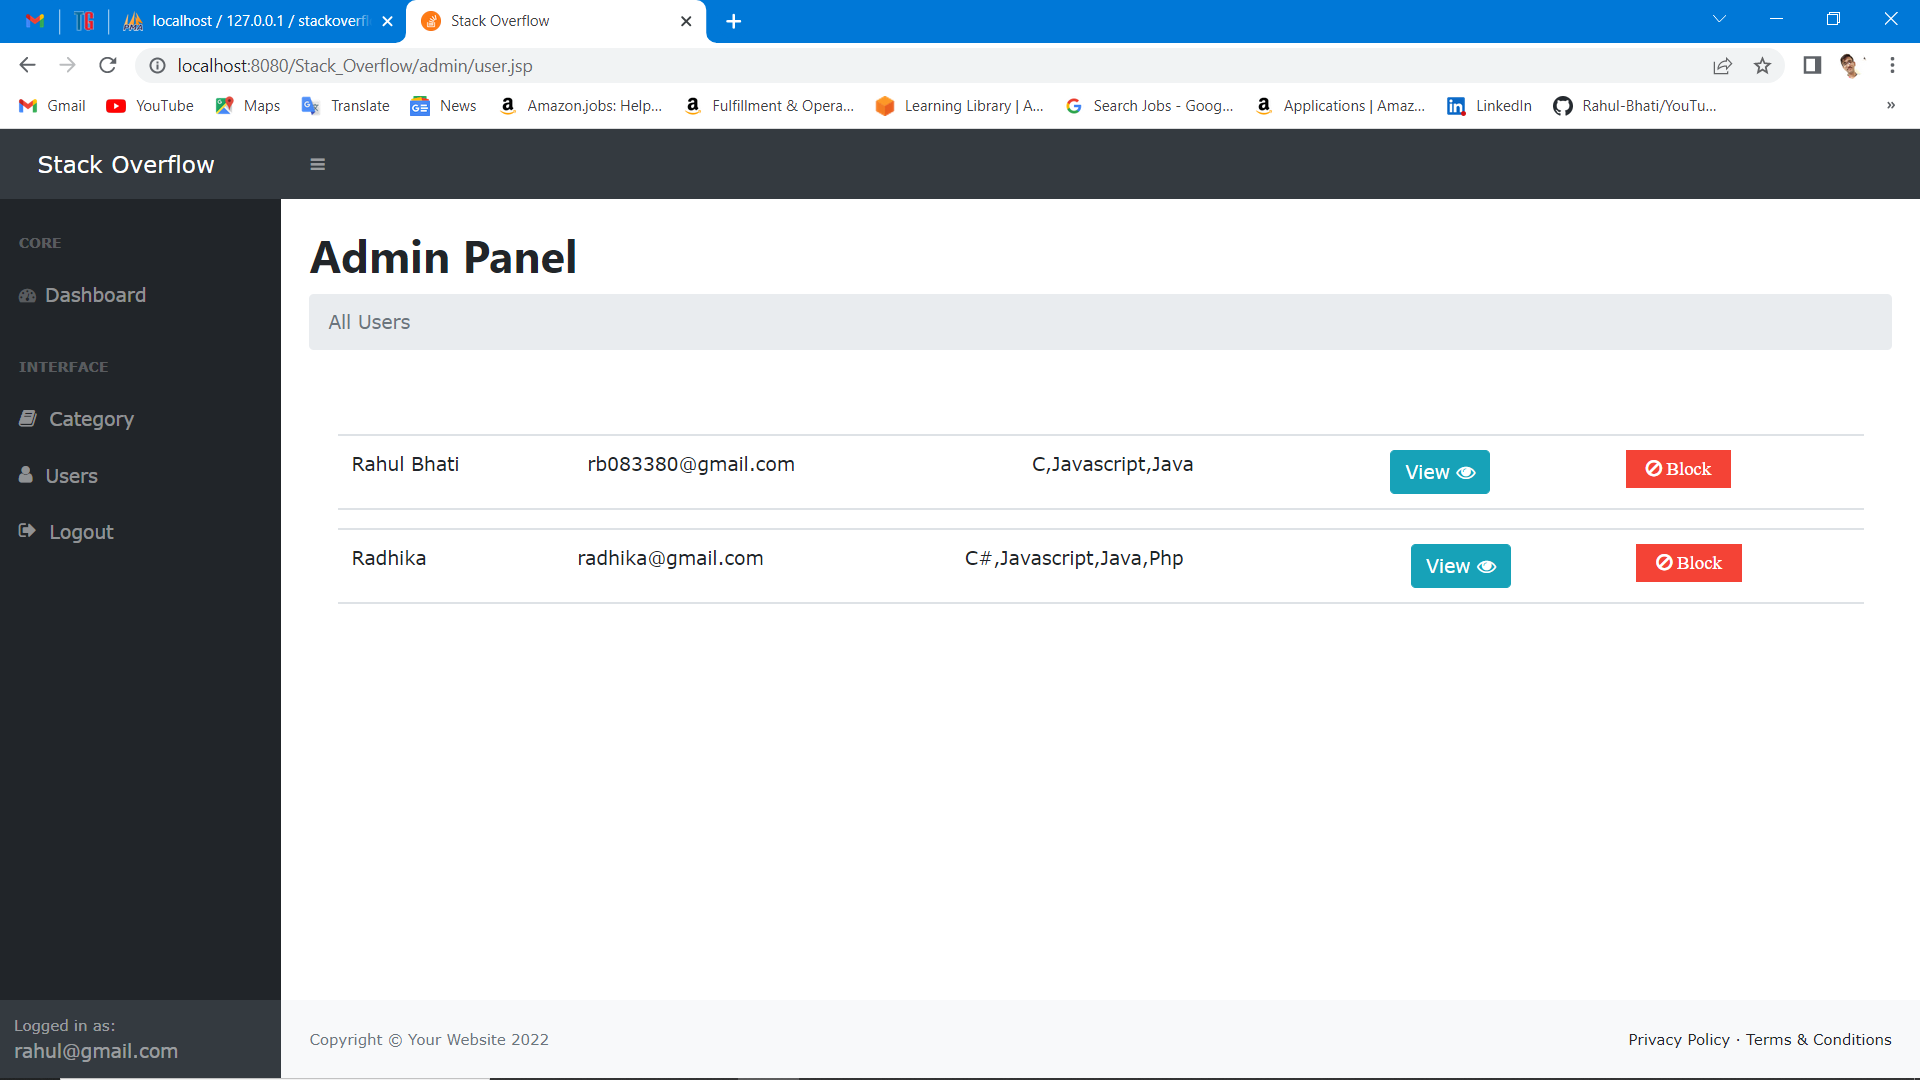 localhost / 127.0.0.1 / stackoverfl
Stack Overflow
localhost:8080/Stack_Overflow/admin/user.jsp
Gmail YouTube Maps Translate News Amazon.jobs: Help... Fulfillment & Opera... Learning Library | A... Search Jobs - Goog... Applications | Amaz... LinkedIn Rahul-Bhati/YouTu... »
Stack Overflow
CORE
Dashboard
INTERFACE
Category
Users
Logout
Logged in as:
rahul@gmail.com
Admin Panel
All Users
Rahul Bhati rb083380@gmail.com C,Javascript,Java View Block
Radhika radhika@gmail.com C#,Javascript,Java,Php View Block
Copyright © Your Website 2022
Privacy Policy · Terms & Conditions